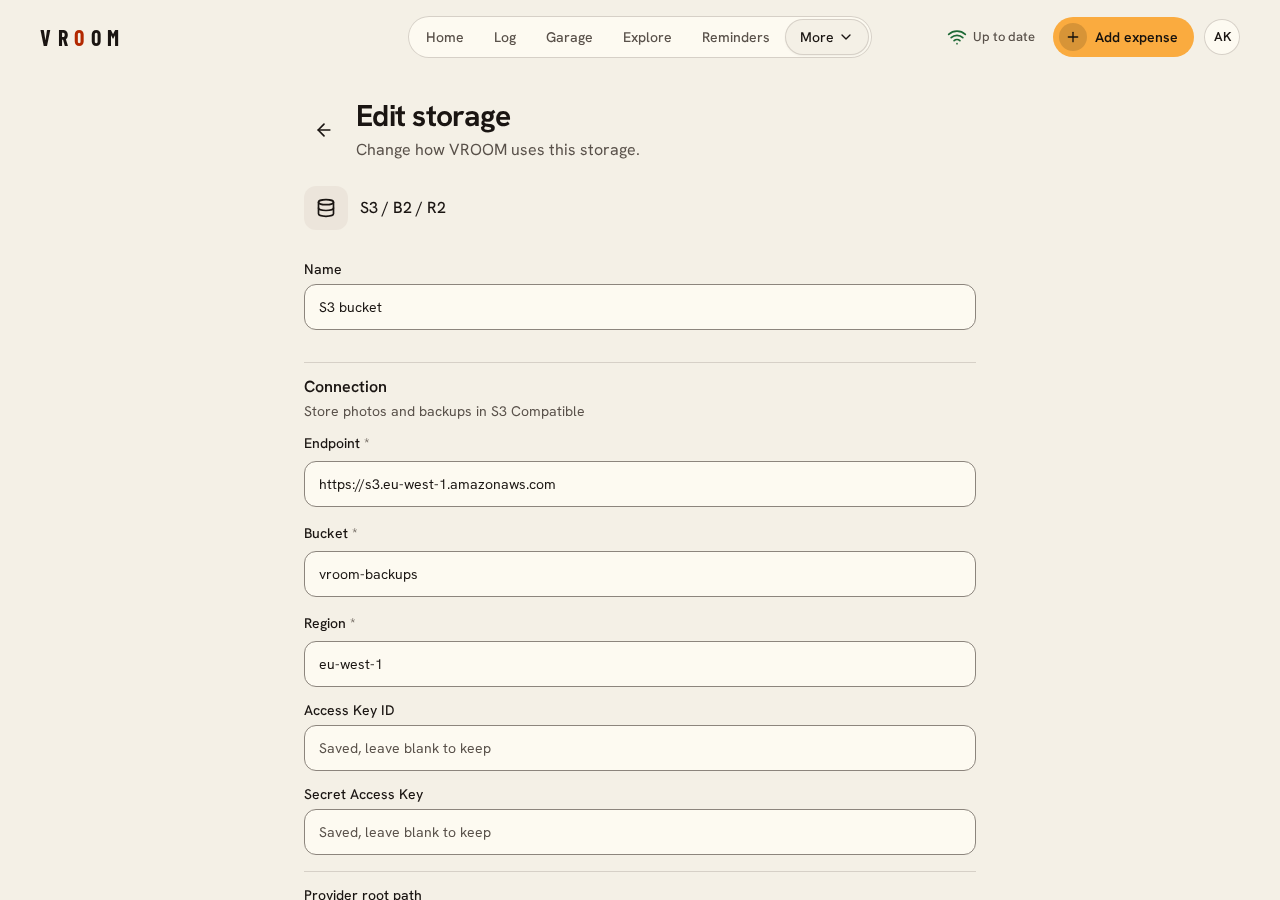 VROOM
Home
Log
Garage
Explore
Reminders
More
Up to date
Add expense
AK
Edit storage
Change how VROOM uses this storage.
S3 / B2 / R2
Name
S3 bucket
Connection
Store photos and backups in S3 Compatible
Endpoint *
https://s3.eu-west-1.amazonaws.com
Bucket *
vroom-backups
Region *
eu-west-1
Access Key ID
Saved, leave blank to keep
Secret Access Key
Saved, leave blank to keep
Provider root path